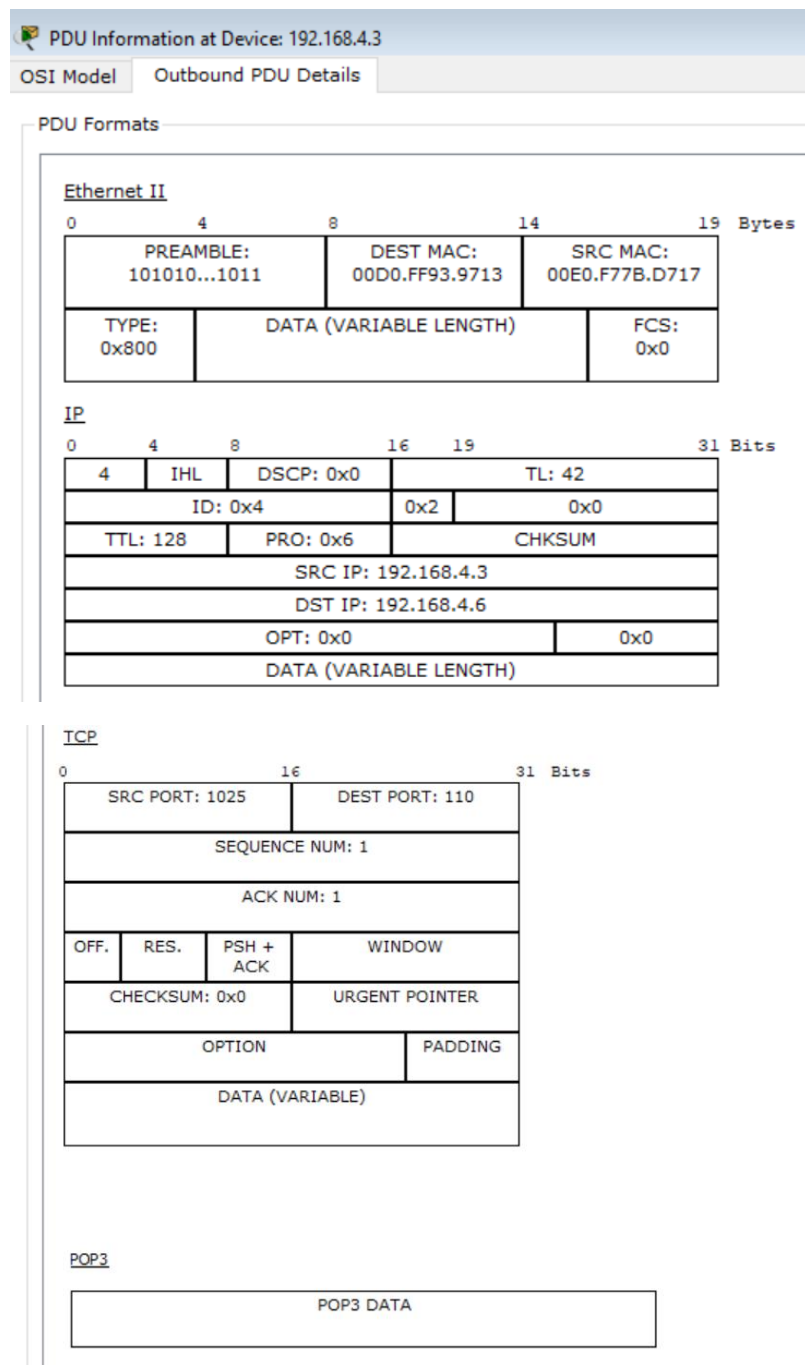 PDU Information at Device: 192.168.4.3
OSI Model Outbound PDU Details
PDU Formats
Ethernet II
0 4 8 14 19 Bytes
PREAMBLE: DEST MAC: SRC MAC:
101010...1011 00D0.FF93.9713 00E0.F77B.D717
TYPE: DATA (VARIABLE LENGTH) FCS:
0x800 0x0
IP
0 4 8 16 19 31 Bits
4 IHL DSCP: 0x0 TL: 42
ID: 0x4 0x2 0x0
TTL: 128 PRO: 0x6 CHKSUM
SRC IP: 192.168.4.3
DST IP: 192.168.4.6
OPT: 0x0 0x0
DATA (VARIABLE LENGTH)
TCP
0 16 31 Bits
SRC PORT: 1025 DEST PORT: 110
SEQUENCE NUM: 1
ACK NUM: 1
OFF. RES. PSH + WINDOW
ACK
CHECKSUM: 0x0 URGENT POINTER
OPTION PADDING
DATA (VARIABLE)
POP3
POP3 DATA